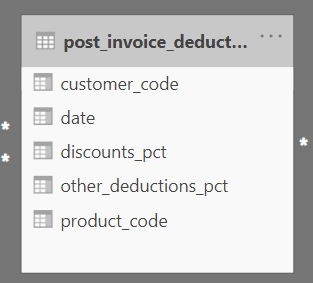 post_invoice_deduct... ...
customer_code
date
* discounts_pct *
* other_deductions_pct
product_code